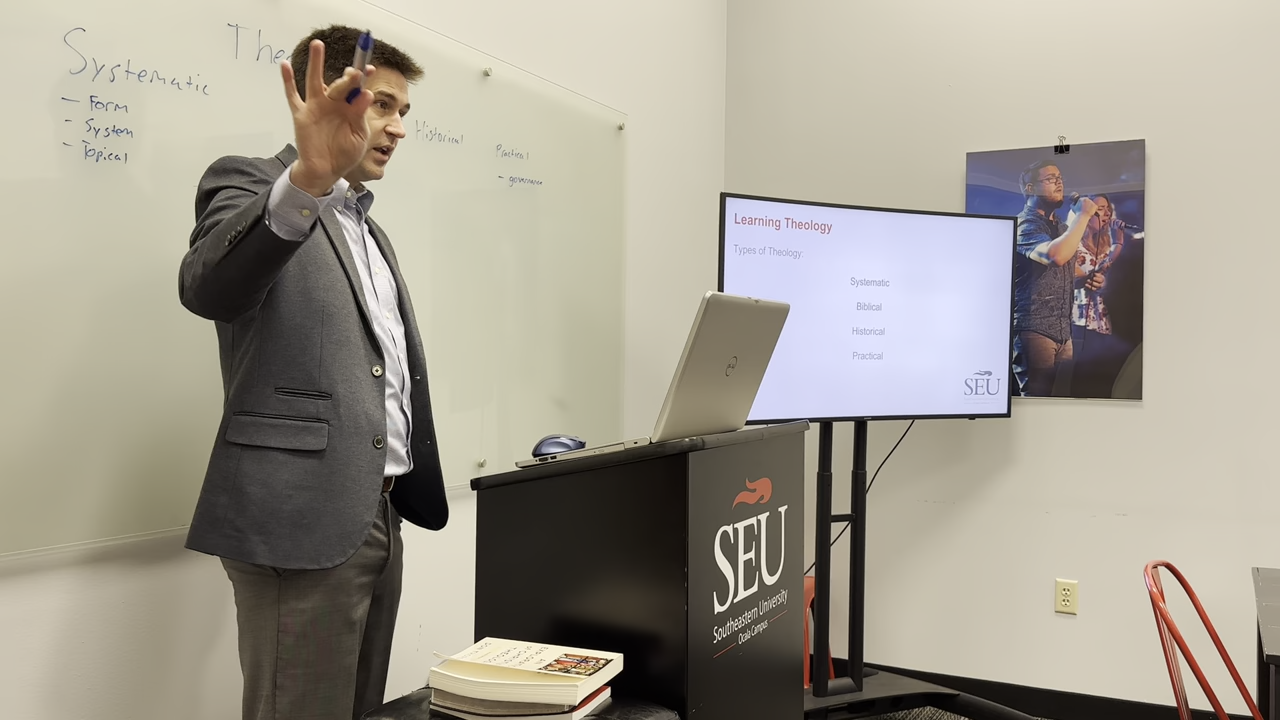 Systematic
- Form
- System
- Topical
Historical
Practical
- governance
Learning Theology
Types of Theology:
Systematic
Biblical
Historical
Practical
SEU
SEU
Southeastern University
Ocala Campus